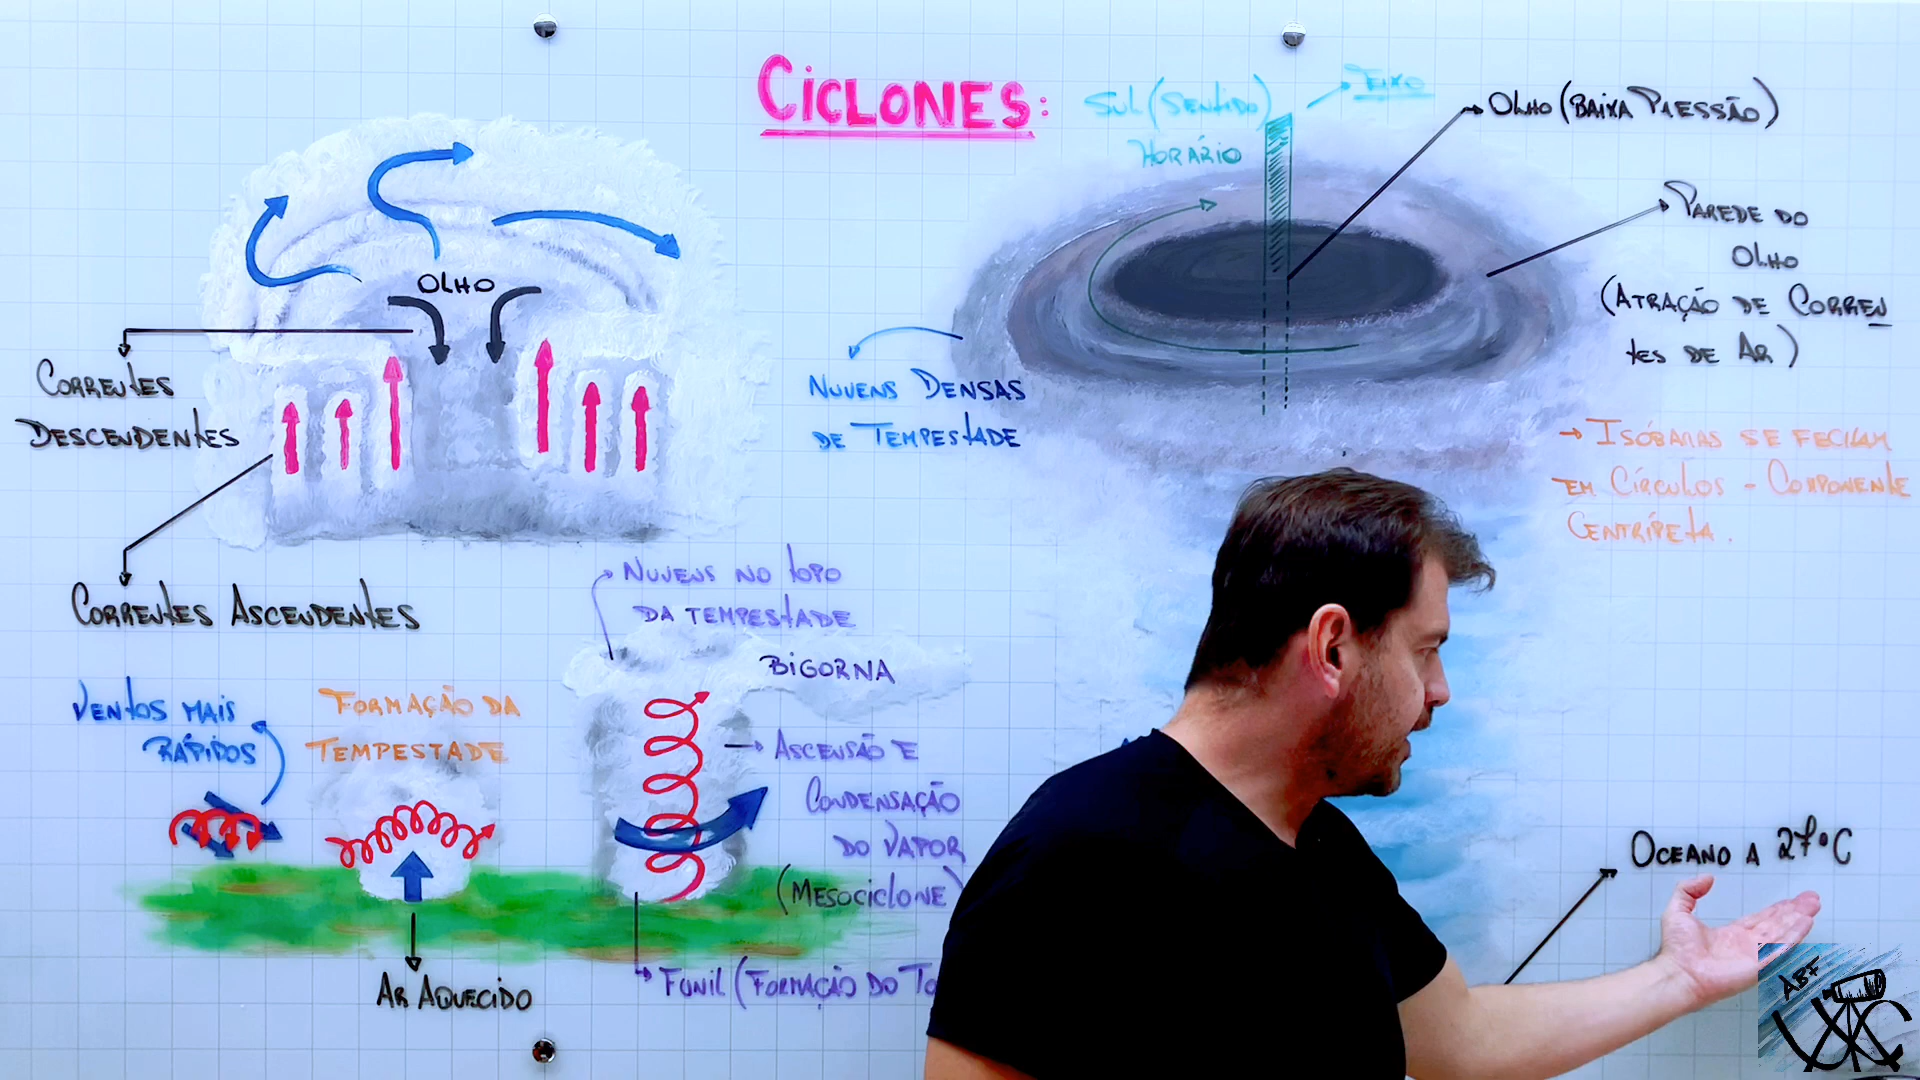 CICLONES:
SUL (SENTIDO)
HORÁRIO
EIXO
OLHO (BAIXA PRESSÃO)
PAREDE DO
OLHO
(ATRAÇÃO DE CORREN
TES DE AR)
OLHO
CORRENTES
DESCENDENTES
NUVENS DENSAS
DE TEMPESTADE
→ ISÓBARAS SE FECHAM
EM CÍRCULOS - COMPONENTE
CENTRÍPETA.
CORRENTES ASCENDENTES
NUVENS NO TOPO
DA TEMPESTADE
BIGORNA
VENTOS MAIS
RÁPIDOS
FORMAÇÃO DA
TEMPESTADE
ASCENSÃO E
CONDENSAÇÃO
DO VAPOR
(MESOCICLONE)
OCEANO A 27°C
AR AQUECIDO
FUNIL (FORMAÇÃO DO TO
ABF